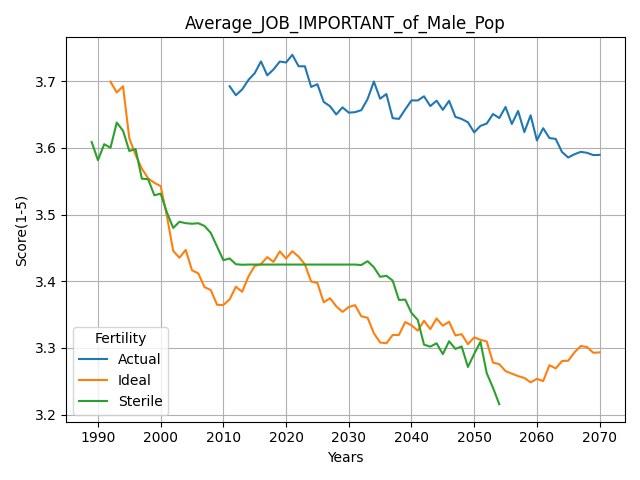 Average_JOB_IMPORTANT_of_Male_Pop
Score(1-5)
3.7
3.6
3.5
3.4
3.3
3.2
Fertility
Actual
Ideal
Sterile
1990 2000 2010 2020 2030 2040 2050 2060 2070
Years